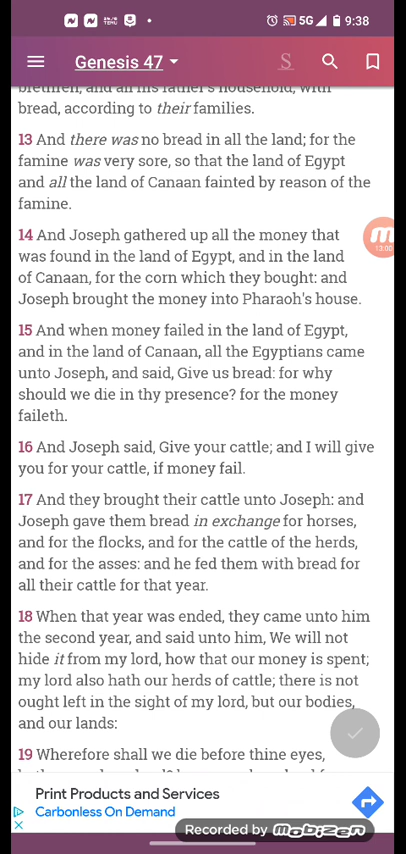 5G 9:38
Genesis 47
S
brethren, and all his father's household, with
bread, according to their families.
13 And there was no bread in all the land; for the
famine was very sore, so that the land of Egypt
and all the land of Canaan fainted by reason of the
famine.
14 And Joseph gathered up all the money that
was found in the land of Egypt, and in the land
of Canaan, for the corn which they bought: and
Joseph brought the money into Pharaoh's house.
13:00
15 And when money failed in the land of Egypt,
and in the land of Canaan, all the Egyptians came
unto Joseph, and said, Give us bread: for why
should we die in thy presence? for the money
faileth.
16 And Joseph said, Give your cattle; and I will give
you for your cattle, if money fail.
17 And they brought their cattle unto Joseph: and
Joseph gave them bread in exchange for horses,
and for the flocks, and for the cattle of the herds,
and for the asses: and he fed them with bread for
all their cattle for that year.
18 When that year was ended, they came unto him
the second year, and said unto him, We will not
hide it from my lord, how that our money is spent;
my lord also hath our herds of cattle; there is not
ought left in the sight of my lord, but our bodies,
and our lands:
19 Wherefore shall we die before thine eyes,
Print Products and Services
Carbonless On Demand
Recorded by mobizen